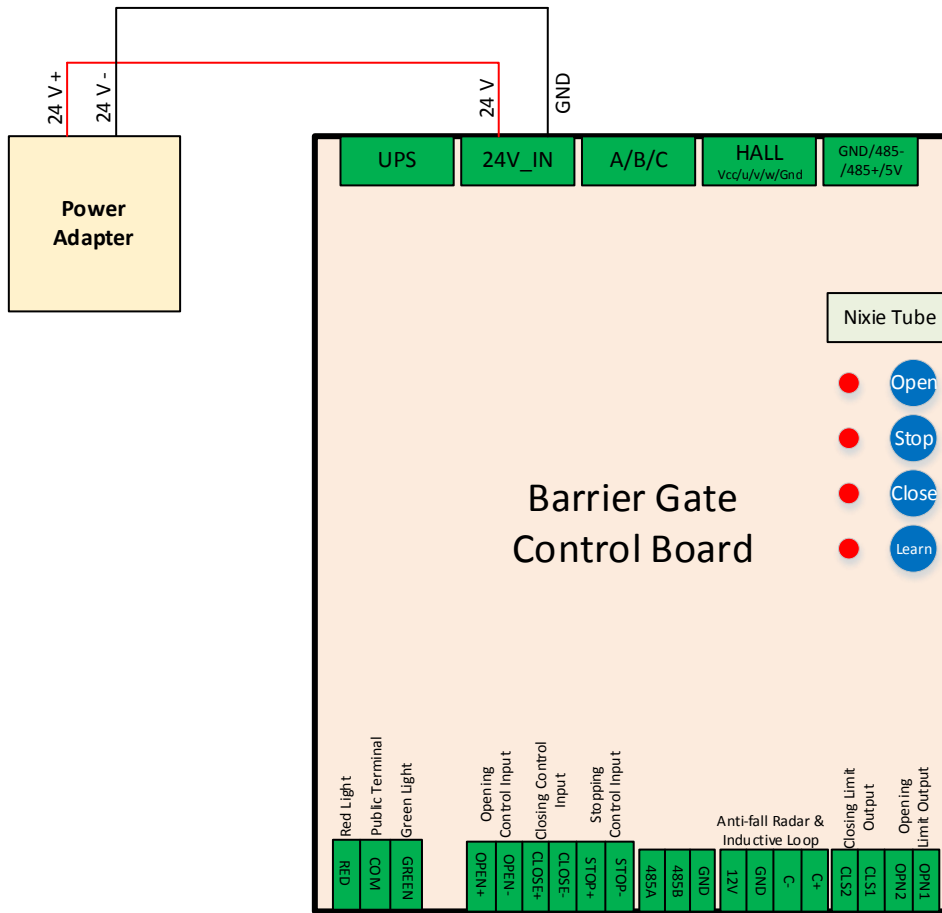 24 V +
24 V -
24 V
GND
Power
Adapter
UPS
24V_IN
A/B/C
HALL
Vcc/u/v/w/Gnd
GND/485-
/485+/5V
Nixie Tube
Open
Stop
Close
Learn
Barrier Gate
Control Board
Red Light
Public Terminal
Green Light
Opening
Control Input
Closing Control
Input
Stopping
Control Input
Anti-fall Radar &
Inductive Loop
Closing Limit
Output
Opening
Limit Output
RED
COM
GREEN
OPEN+
OPEN-
CLOSE+
CLOSE-
STOP+
STOP-
485A
485B
GND
12V
GND
C-
C+
CLS2
CLS1
OPN2
OPN1